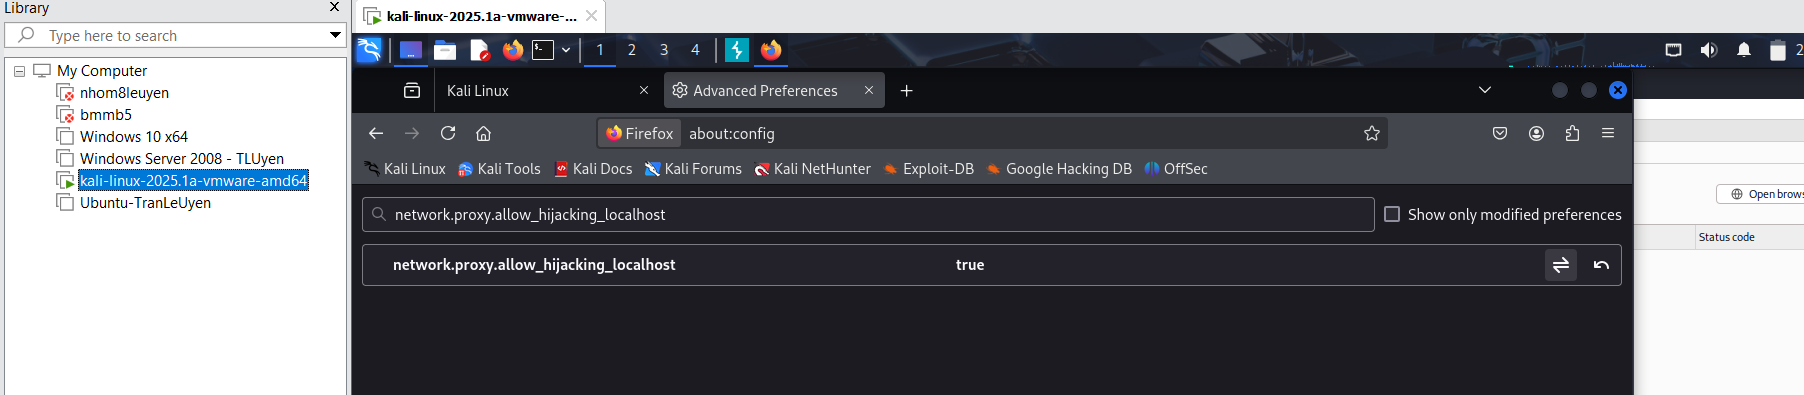 Library
Type here to search
My Computer
nhom8leuyen
bmmb5
Windows 10 x64
Windows Server 2008 - TLUyen
kali-linux-2025.1a-vmware-amd64
Ubuntu-TranLeUyen
kali-linux-2025.1a-vmware-...
1 2 3 4 2
Kali Linux
Advanced Preferences
Firefox about:config
Kali Linux Kali Tools Kali Docs Kali Forums Kali NetHunter Exploit-DB Google Hacking DB OffSec
network.proxy.allow_hijacking_localhost
Show only modified preferences
network.proxy.allow_hijacking_localhost true
Open brows
Status code